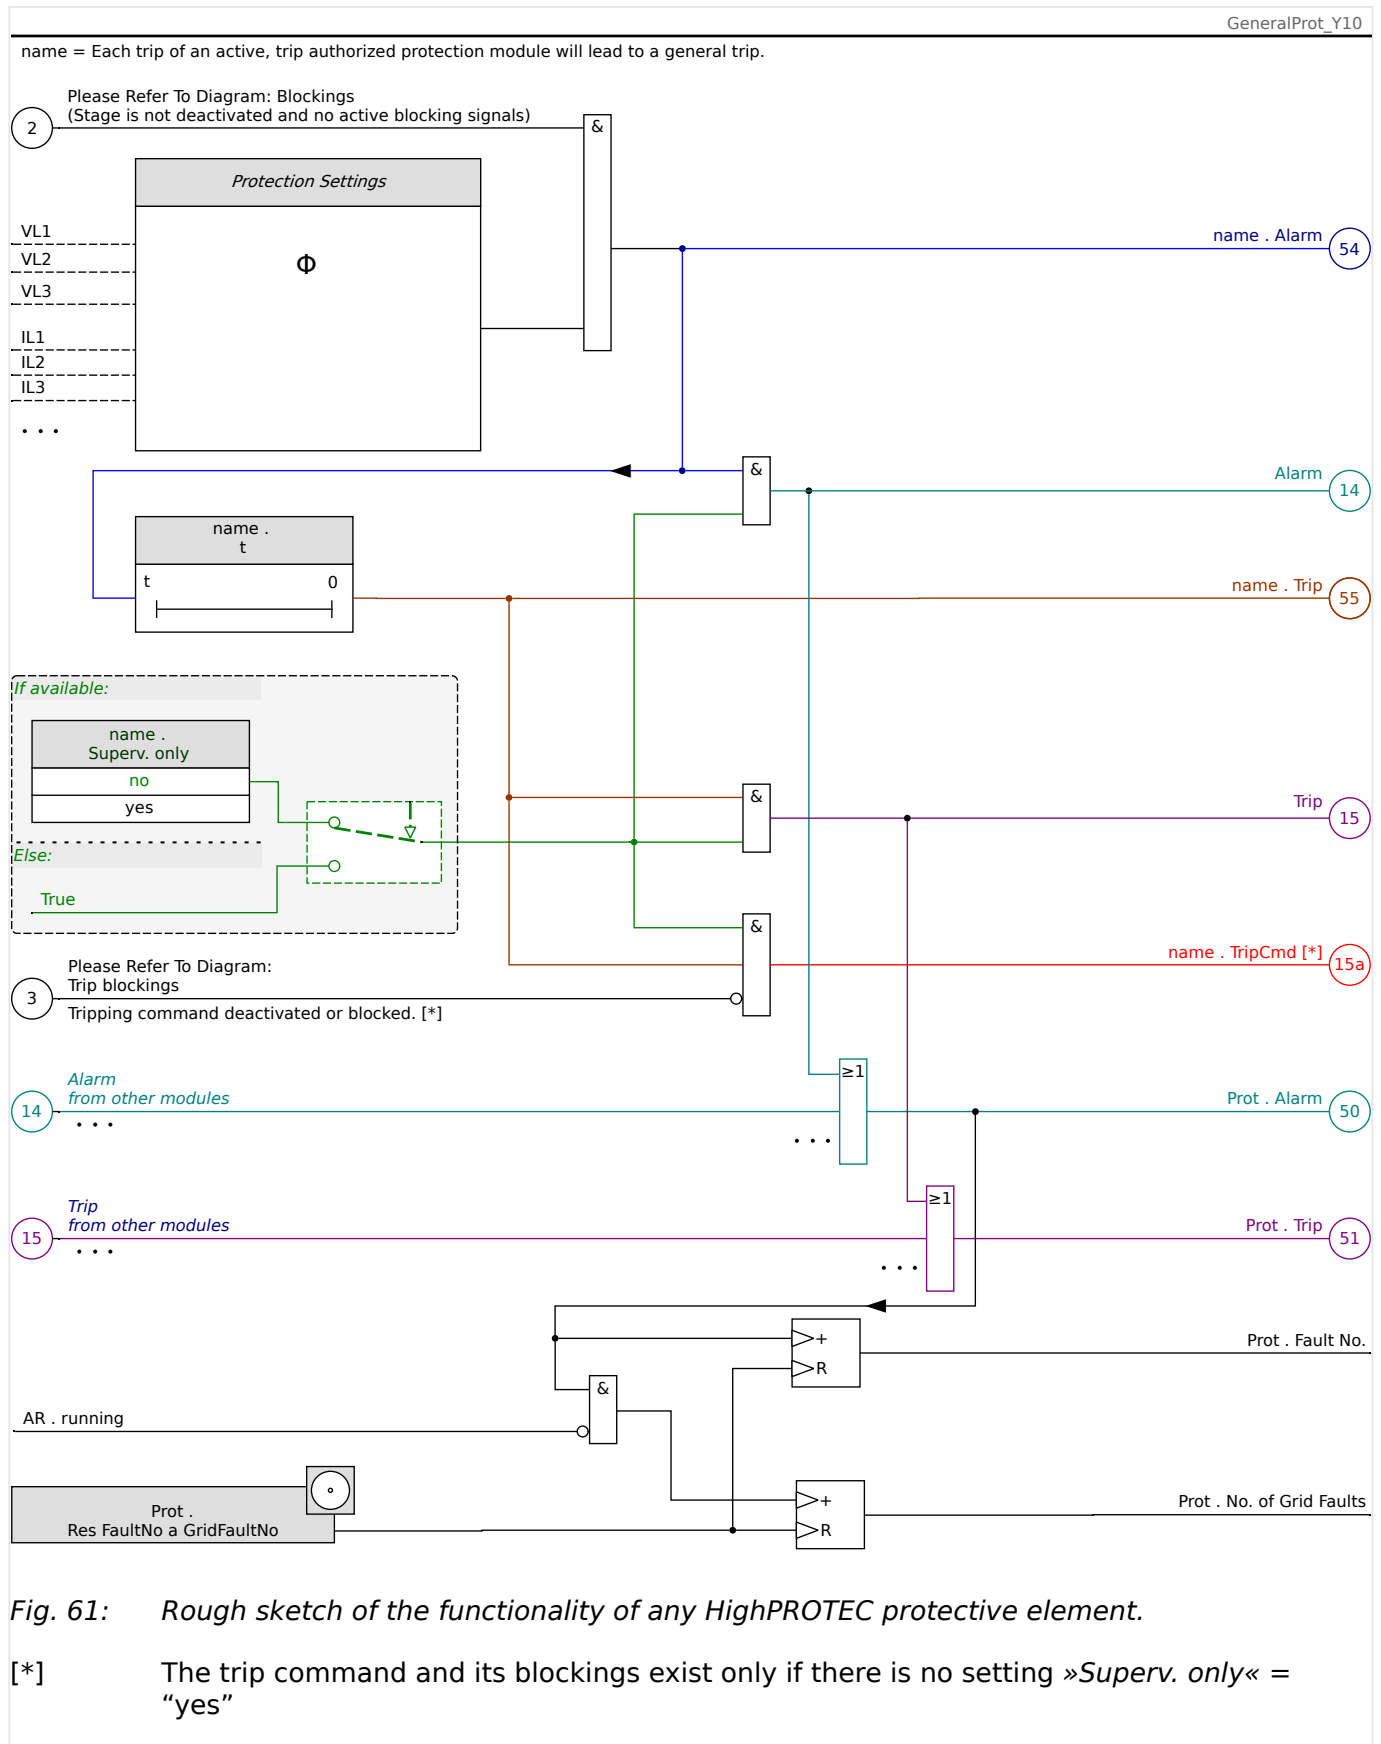 GeneralProt_Y10
name = Each trip of an active, trip authorized protection module will lead to a general trip.
Please Refer To Diagram: Blockings
(Stage is not deactivated and no active blocking signals)
2
&
Protection Settings
Φ
VL1
VL2
VL3
IL1
IL2
IL3
. . .
name . Alarm
54
&
Alarm
14
name .
t
t 0
name . Trip
55
If available:
name .
Superv. only
no
yes
Else:
True
&
Trip
15
&
name . TripCmd [*]
15a
Please Refer To Diagram:
Trip blockings
3
Tripping command deactivated or blocked. [*]
Alarm
from other modules
14
. . .
≥1
. . .
Prot . Alarm
50
Trip
from other modules
15
. . .
≥1
. . .
Prot . Trip
51
+
R
Prot . Fault No.
&
AR . running
Prot .
Res FaultNo a GridFaultNo
+
R
Prot . No. of Grid Faults
Fig. 61: Rough sketch of the functionality of any HighPROTEC protective element.
[*] The trip command and its blockings exist only if there is no setting »Superv. only« =
“yes”